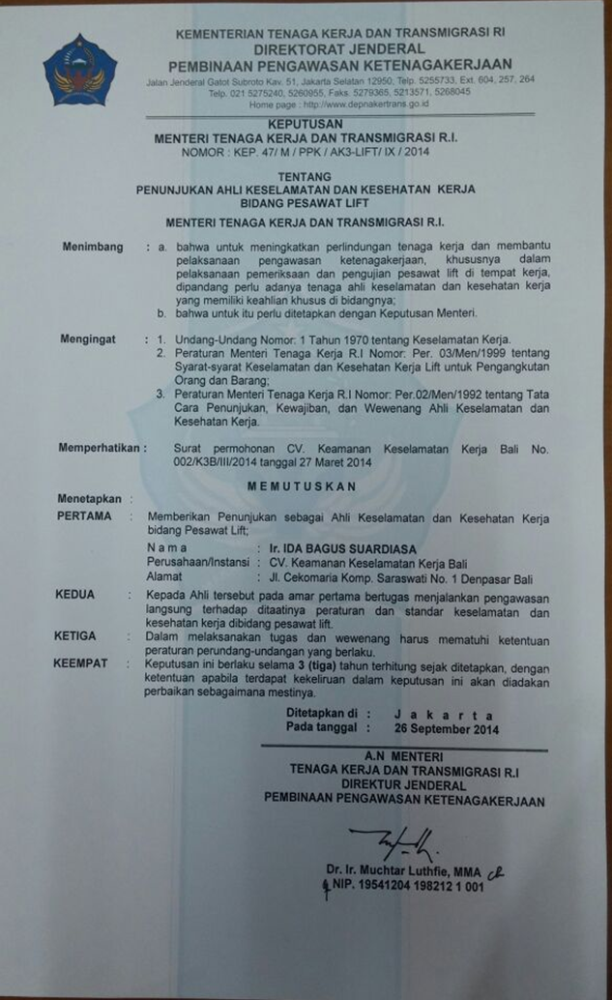 KEMENTERIAN TENAGA KERJA DAN TRANSMIGRASI RI
DIREKTORAT JENDERAL
PEMBINAAN PENGAWASAN KETENAGAKERJAAN
Jalan Jenderal Gatot Subroto Kav. 51, Jakarta Selatan 12950, Telp. 5255733, Ext. 604, 257, 264
Telp. 021 5275240, 5260955, Faks. 5279365, 5213571, 5268045
Home page : http://www.depnakertrans.go.id
KEPUTUSAN
MENTERI TENAGA KERJA DAN TRANSMIGRASI R.I.
NOMOR : KEP. 47/ M / PPK / AK3-LIFT/ IX / 2014
TENTANG
PENUNJUKAN AHLI KESELAMATAN DAN KESEHATAN KERJA
BIDANG PESAWAT LIFT
MENTERI TENAGA KERJA DAN TRANSMIGRASI R.I.
Menimbang : a. bahwa untuk meningkatkan perlindungan tenaga kerja dan membantu
pelaksanaan pengawasan ketenagakerjaan, khususnya dalam
pelaksanaan pemeriksaan dan pengujian pesawat lift di tempat kerja,
dipandang perlu adanya tenaga ahli keselamatan dan kesehatan kerja
yang memiliki keahlian khusus di bidangnya;
b. bahwa untuk itu perlu ditetapkan dengan Keputusan Menteri.
Mengingat : 1. Undang-Undang Nomor: 1 Tahun 1970 tentang Keselamatan Kerja.
2. Peraturan Menteri Tenaga Kerja R.I Nomor: Per. 03/Men/1999 tentang
Syarat-syarat Keselamatan dan Kesehatan Kerja Lift untuk Pengangkutan
Orang dan Barang;
3. Peraturan Menteri Tenaga Kerja R.I Nomor: Per.02/Men/1992 tentang Tata
Cara Penunjukan, Kewajiban, dan Wewenang Ahli Keselamatan dan
Kesehatan Kerja.
Memperhatikan : Surat permohonan CV. Keamanan Keselamatan Kerja Bali No.
002/K3B/III/2014 tanggal 27 Maret 2014
M E M U T U S K A N
Menetapkan :
PERTAMA : Memberikan Penunjukan sebagai Ahli Keselamatan dan Kesehatan Kerja
bidang Pesawat Lift;
N a m a : Ir. IDA BAGUS SUARDIASA
Perusahaan/Instansi : CV. Keamanan Keselamatan Kerja Bali
Alamat : Jl. Cekomaria Komp. Saraswati No. 1 Denpasar Bali
KEDUA : Kepada Ahli tersebut pada amar pertama bertugas menjalankan pengawasan
langsung terhadap ditaatinya peraturan dan standar keselamatan dan
kesehatan kerja dibidang pesawat lift.
KETIGA : Dalam melaksanakan tugas dan wewenang harus mematuhi ketentuan
peraturan perundang-undangan yang berlaku.
KEEMPAT : Keputusan ini berlaku selama 3 (tiga) tahun terhitung sejak ditetapkan, dengan
ketentuan apabila terdapat kekeliruan dalam keputusan ini akan diadakan
perbaikan sebagaimana mestinya.
Ditetapkan di : J a k a r t a
Pada tanggal : 26 September 2014
A.N MENTERI
TENAGA KERJA DAN TRANSMIGRASI R.I
DIREKTUR JENDERAL
PEMBINAAN PENGAWASAN KETENAGAKERJAAN
Dr. Ir. Muchtar Luthfie, MMA
NIP. 19541204 198212 1 001